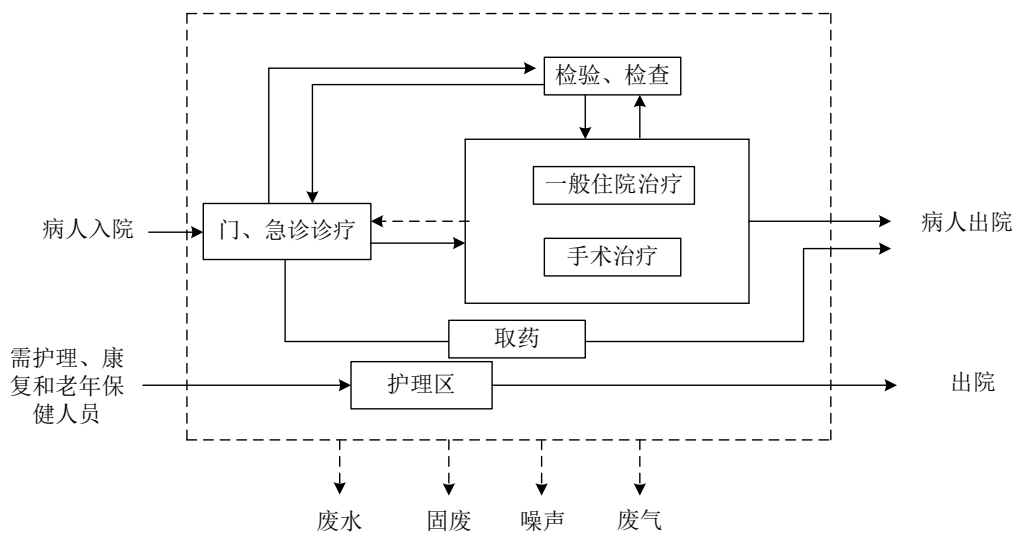 检验、检查
一般住院治疗
病人入院
门、急诊诊疗
病人出院
手术治疗
取药
需护理、康
复和老年保
健人员
护理区
出院
废水
固废
噪声
废气